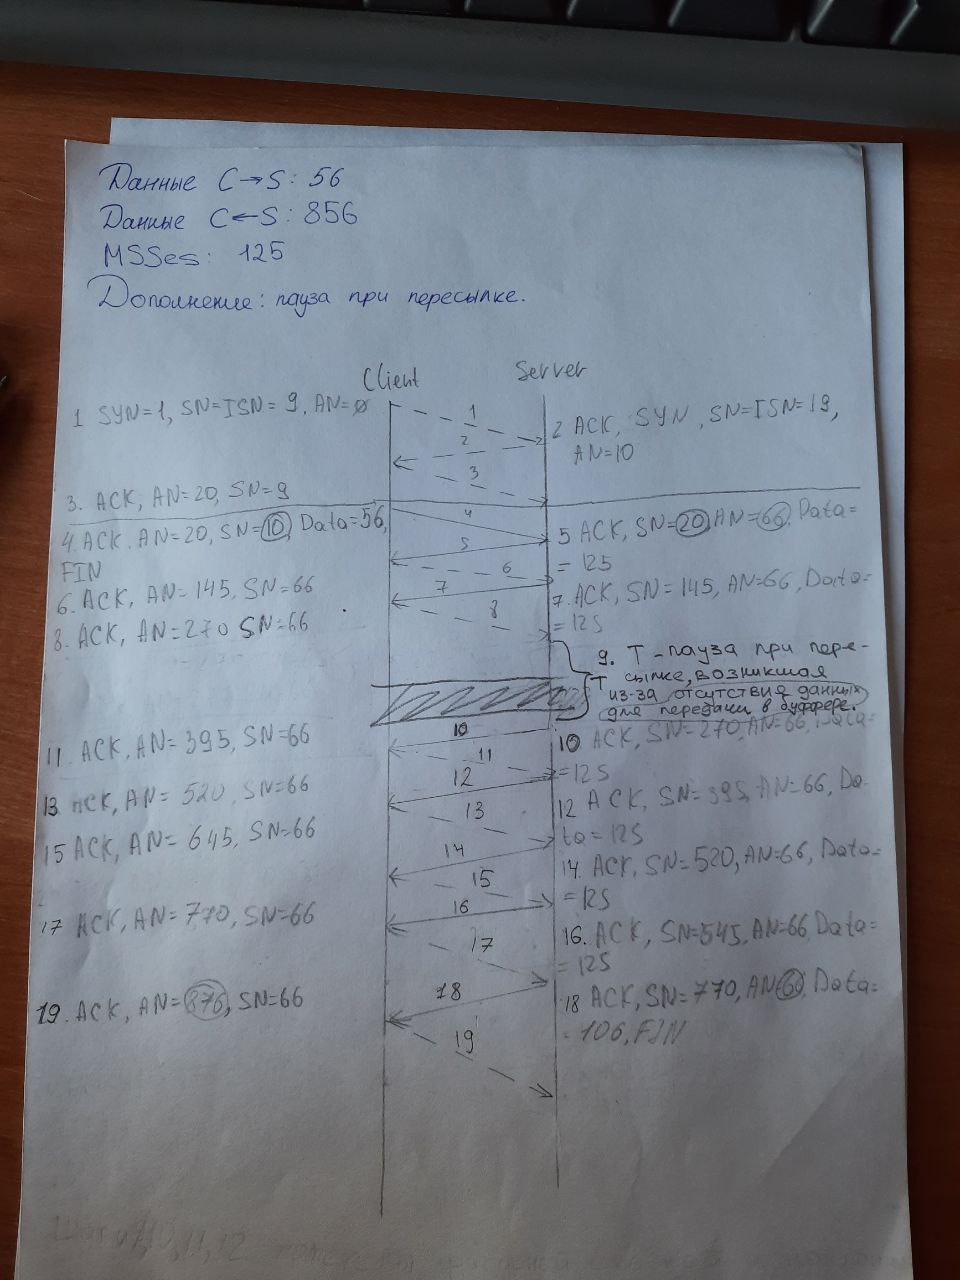 Данные C→S: 56
Данные C←S: 856
MSSes: 125
Дополнение: пауза при пересылке.
Client
Server
1 SYN=1, SN=ISN=9, AN=∅
2 ACK, SYN, SN=ISN=19,
AN=10
3. ACK, AN=20, SN=9
4. ACK. AN=20, SN=10, Data=56,
FIN
5 ACK, SN=20, AN=66, Data=
= 125
6. ACK, AN=145, SN=66
7. ACK, SN=145, AN=66, Data=
=125
8. ACK, AN=270 SN=66
9. T-пауза при пере-
сылке, возникшая
из-за отсутствия данных
для передачи в буффере.
T
10 ACK, SN=270, AN=66, Data=
=125
11. ACK, AN=395, SN=66
12 ACK, SN=395, AN=66, Da-
ta=125
13 ACK, AN=520, SN=66
14. ACK, SN=520, AN=66, Data=
=125
15 ACK, AN=645, SN=66
16. ACK, SN=545, AN=66 Data=
= 125
17 ACK, AN=770, SN=66
18 ACK, SN=770, AN Data=
106, FIN
19. ACK, AN=876, SN=66
1
2
3
4
5
6
7
8
10
11
12
13
14
15
16
17
18
19